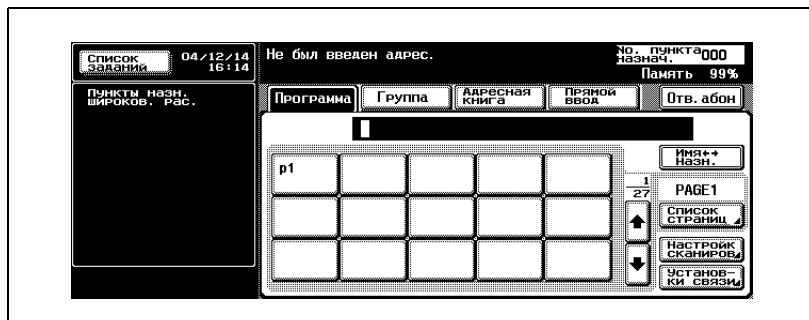 Список
заданий
04/12/14
16:14
Не был введен адрес.
No. пункта
назнач.
000
Память 99%
Пункты назн.
широков. рас.
Программа
Группа
Адресная
книга
Прямой
ввод
Отв. абон
Имя↔
Назн.
p1
1
27
PAGE1
Список
страниц
Настройк
сканиров
Установ-
ки связи